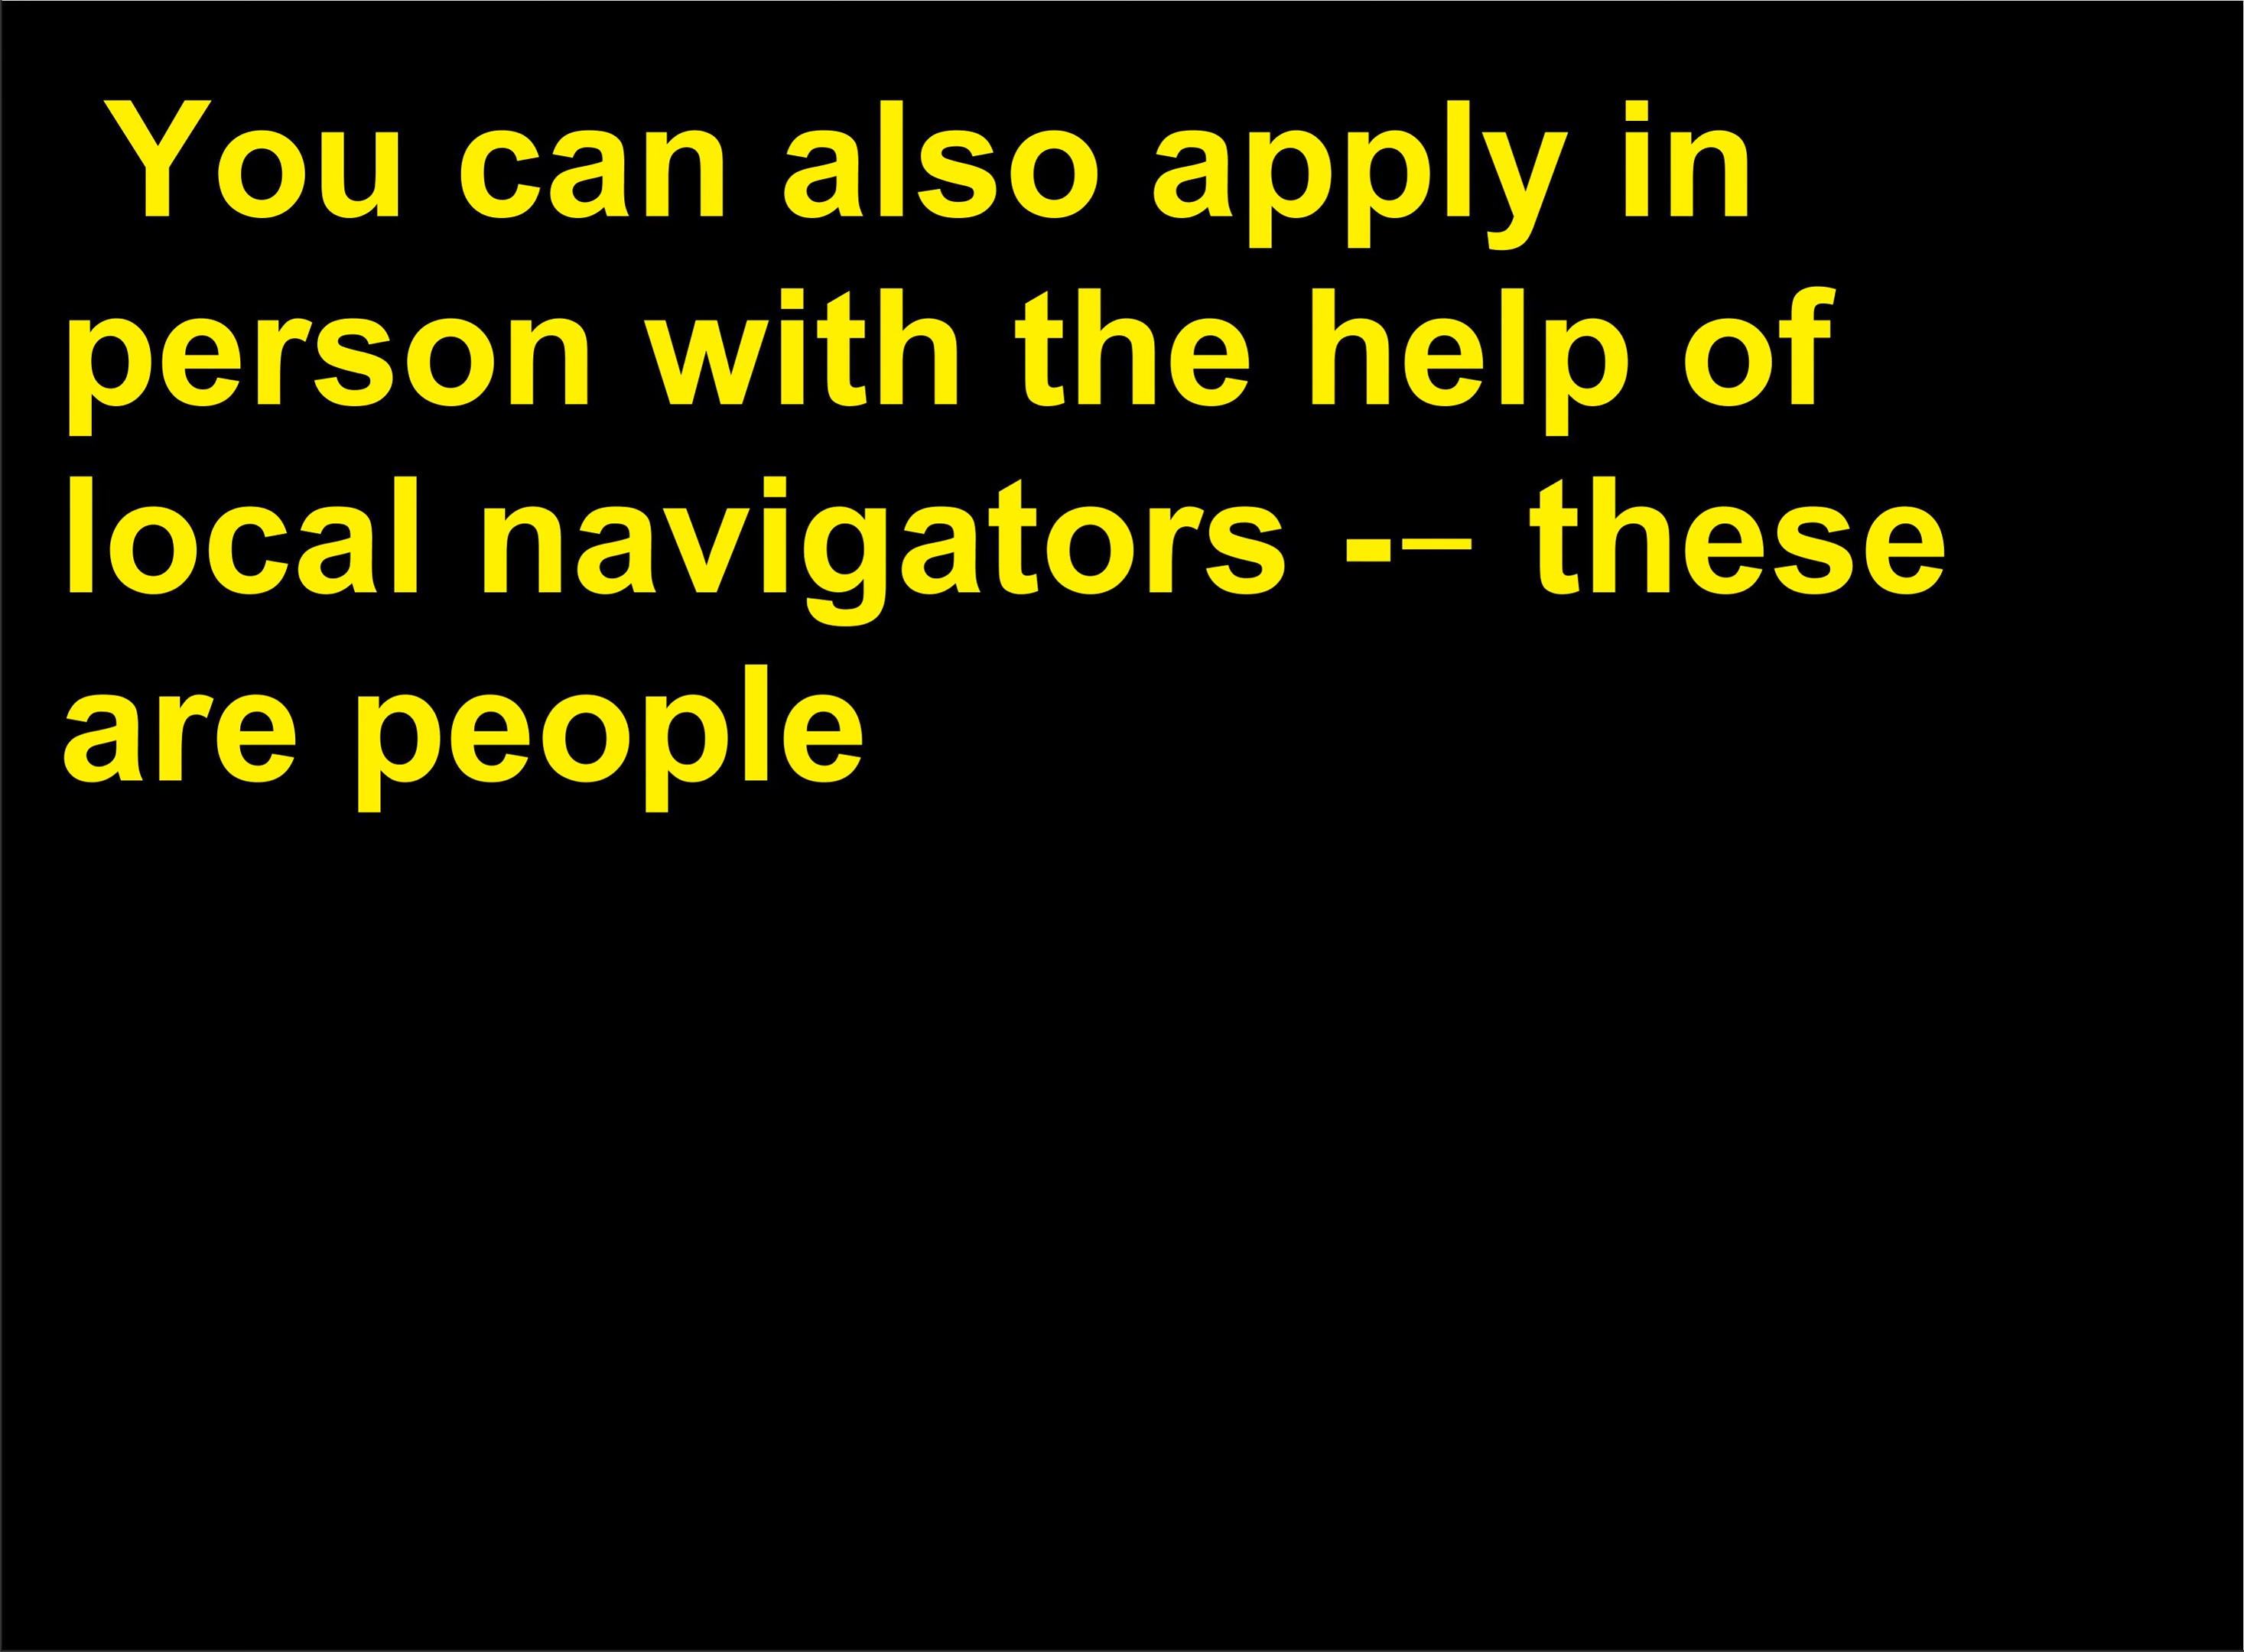 You can also apply in
person with the help of
local navigators -– these
are people